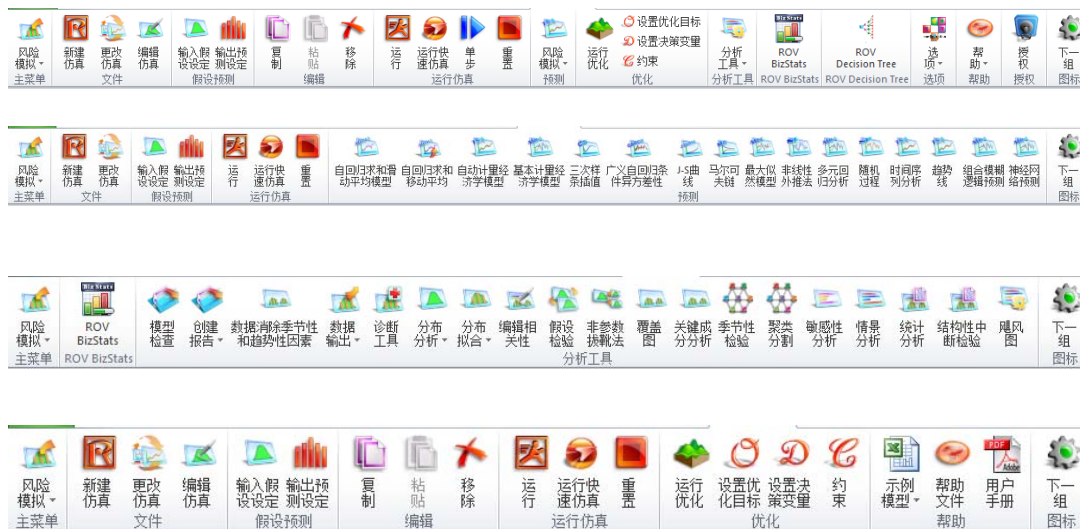 风险模拟 新建仿真 更改仿真 编辑仿真 输入假设设定 输出预测设定 复制 粘贴 移除 运行 运行快速仿真 单步 重置 风险模拟 运行优化 设置优化目标 设置决策变量 约束 分析工具 Biz Stats ROV BizStats ROV Decision Tree 选项 帮助 授权 下一组
主菜单 文件 假设预测 编辑 运行仿真 预测 优化 分析工具 ROV BizStats ROV Decision Tree 选项 帮助 授权 图标
风险模拟 新建仿真 更改仿真 输入假设设定 输出预测设定 运行 运行快速仿真 重置 自回归求和滑动平均模型 自回归求和移动平均 自动计量经济学模型 基本计量经济学模型 三次样条插值 广义自回归条件异方差性 J-S曲线 马尔可夫链 最大似然模型 非线性外推法 多元回归分析 随机过程 时间序列分析 趋势线 组合模糊逻辑预测 神经网络预测 下一组
主菜单 文件 假设预测 运行仿真 预测 图标
风险模拟 Biz Stats ROV BizStats 模型检查 创建报告 数据消除季节性和趋势性因素 数据输出 诊断工具 分布分析 分布拟合 编辑相关性 假设检验 非参数拔靴法 覆盖图 关键成分分析 季节性检验 聚类分割 敏感性分析 情景分析 统计分析 结构性中断检验 飓风图 下一组
主菜单 ROV BizStats 分析工具 图标
风险模拟 新建仿真 更改仿真 编辑仿真 输入假设设定 输出预测设定 复制 粘贴 移除 运行 运行快速仿真 重置 运行优化 设置优化目标 设置决策变量 约束 示例模型 帮助文件 PDF Adobe 用户手册 下一组
主菜单 文件 假设预测 编辑 运行仿真 优化 帮助 图标